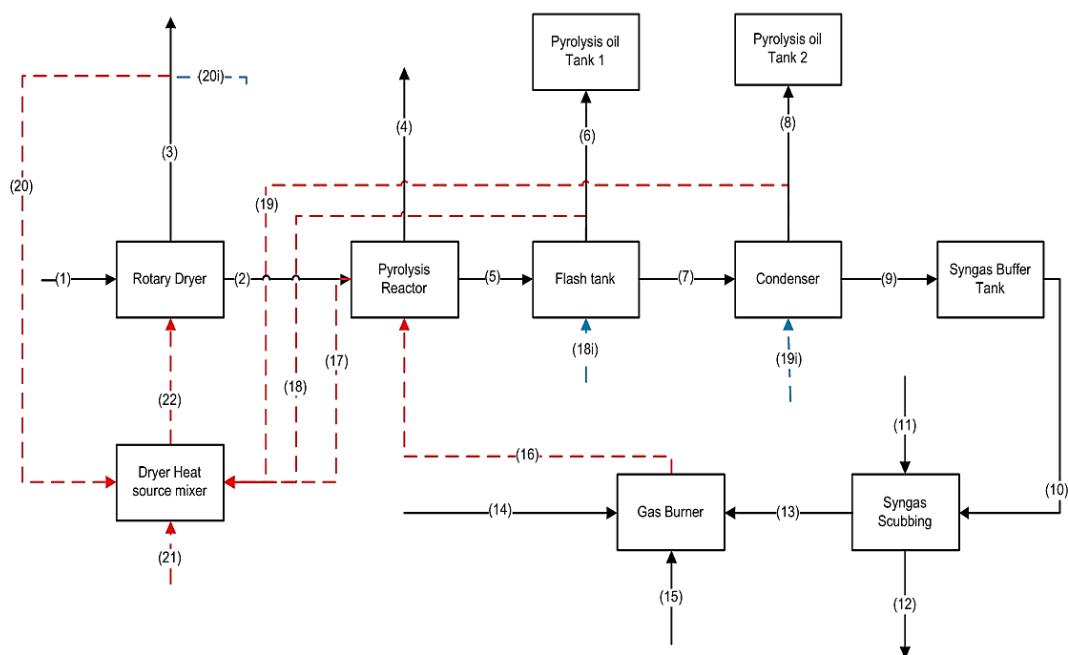 Pyrolysis oil
Tank 1
Pyrolysis oil
Tank 2
(20i)
(4)
(6)
(8)
(3)
(20)
(19)
(1)
Rotary Dryer
(2)
Pyrolysis
Reactor
(5)
Flash tank
(7)
Condenser
(9)
Syngas Buffer
Tank
(17)
(18i)
(19i)
(18)
(22)
(11)
(16)
Dryer Heat
source mixer
(10)
(14)
Gas Burner
(13)
Syngas
Scubbing
(21)
(15)
(12)